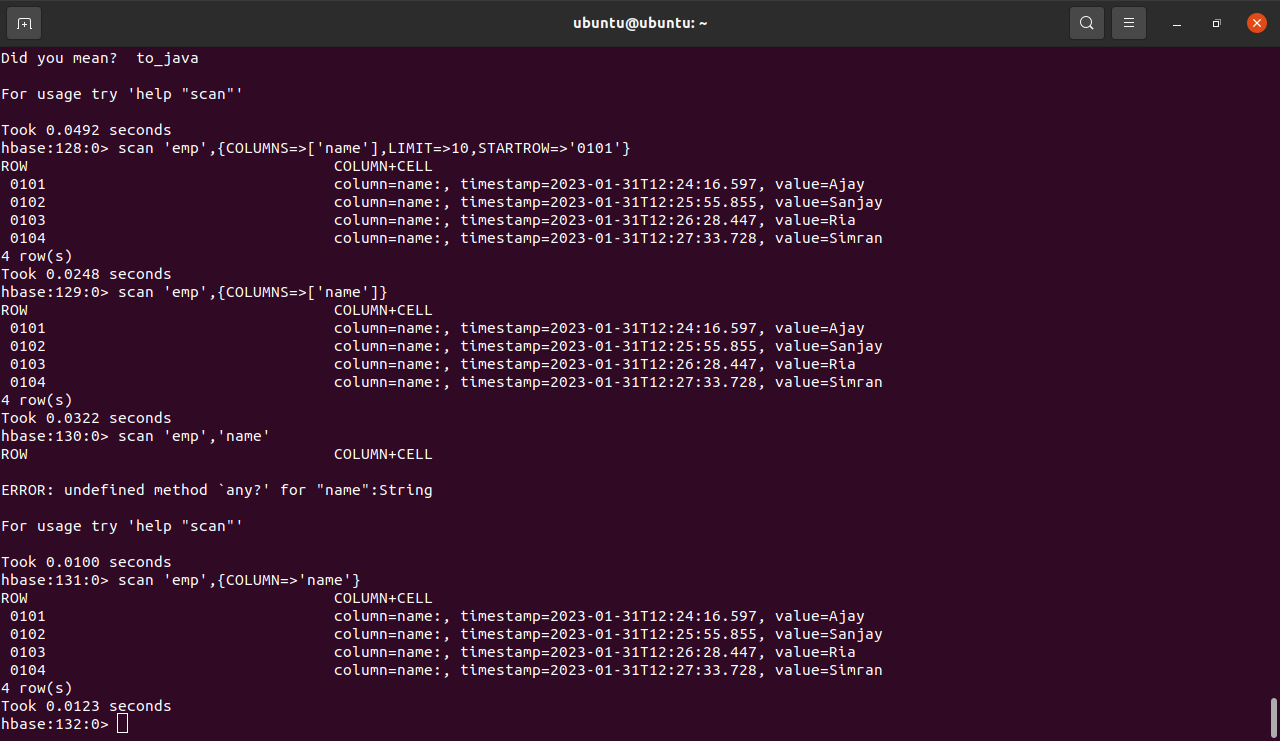 ubuntu@ubuntu: ~
Did you mean?  to_java
For usage try 'help "scan"'
Took 0.0492 seconds
hbase:128:0> scan 'emp',{COLUMNS=>['name'],LIMIT=>10,STARTROW=>'0101'}
ROW                                  COLUMN+CELL
 0101                                column=name:, timestamp=2023-01-31T12:24:16.597, value=Ajay
 0102                                column=name:, timestamp=2023-01-31T12:25:55.855, value=Sanjay
 0103                                column=name:, timestamp=2023-01-31T12:26:28.447, value=Ria
 0104                                column=name:, timestamp=2023-01-31T12:27:33.728, value=Simran
4 row(s)
Took 0.0248 seconds
hbase:129:0> scan 'emp',{COLUMNS=>['name']}
ROW                                  COLUMN+CELL
 0101                                column=name:, timestamp=2023-01-31T12:24:16.597, value=Ajay
 0102                                column=name:, timestamp=2023-01-31T12:25:55.855, value=Sanjay
 0103                                column=name:, timestamp=2023-01-31T12:26:28.447, value=Ria
 0104                                column=name:, timestamp=2023-01-31T12:27:33.728, value=Simran
4 row(s)
Took 0.0322 seconds
hbase:130:0> scan 'emp','name'
ROW                                  COLUMN+CELL
ERROR: undefined method `any?' for "name":String
For usage try 'help "scan"'
Took 0.0100 seconds
hbase:131:0> scan 'emp',{COLUMN=>'name'}
ROW                                  COLUMN+CELL
 0101                                column=name:, timestamp=2023-01-31T12:24:16.597, value=Ajay
 0102                                column=name:, timestamp=2023-01-31T12:25:55.855, value=Sanjay
 0103                                column=name:, timestamp=2023-01-31T12:26:28.447, value=Ria
 0104                                column=name:, timestamp=2023-01-31T12:27:33.728, value=Simran
4 row(s)
Took 0.0123 seconds
hbase:132:0>